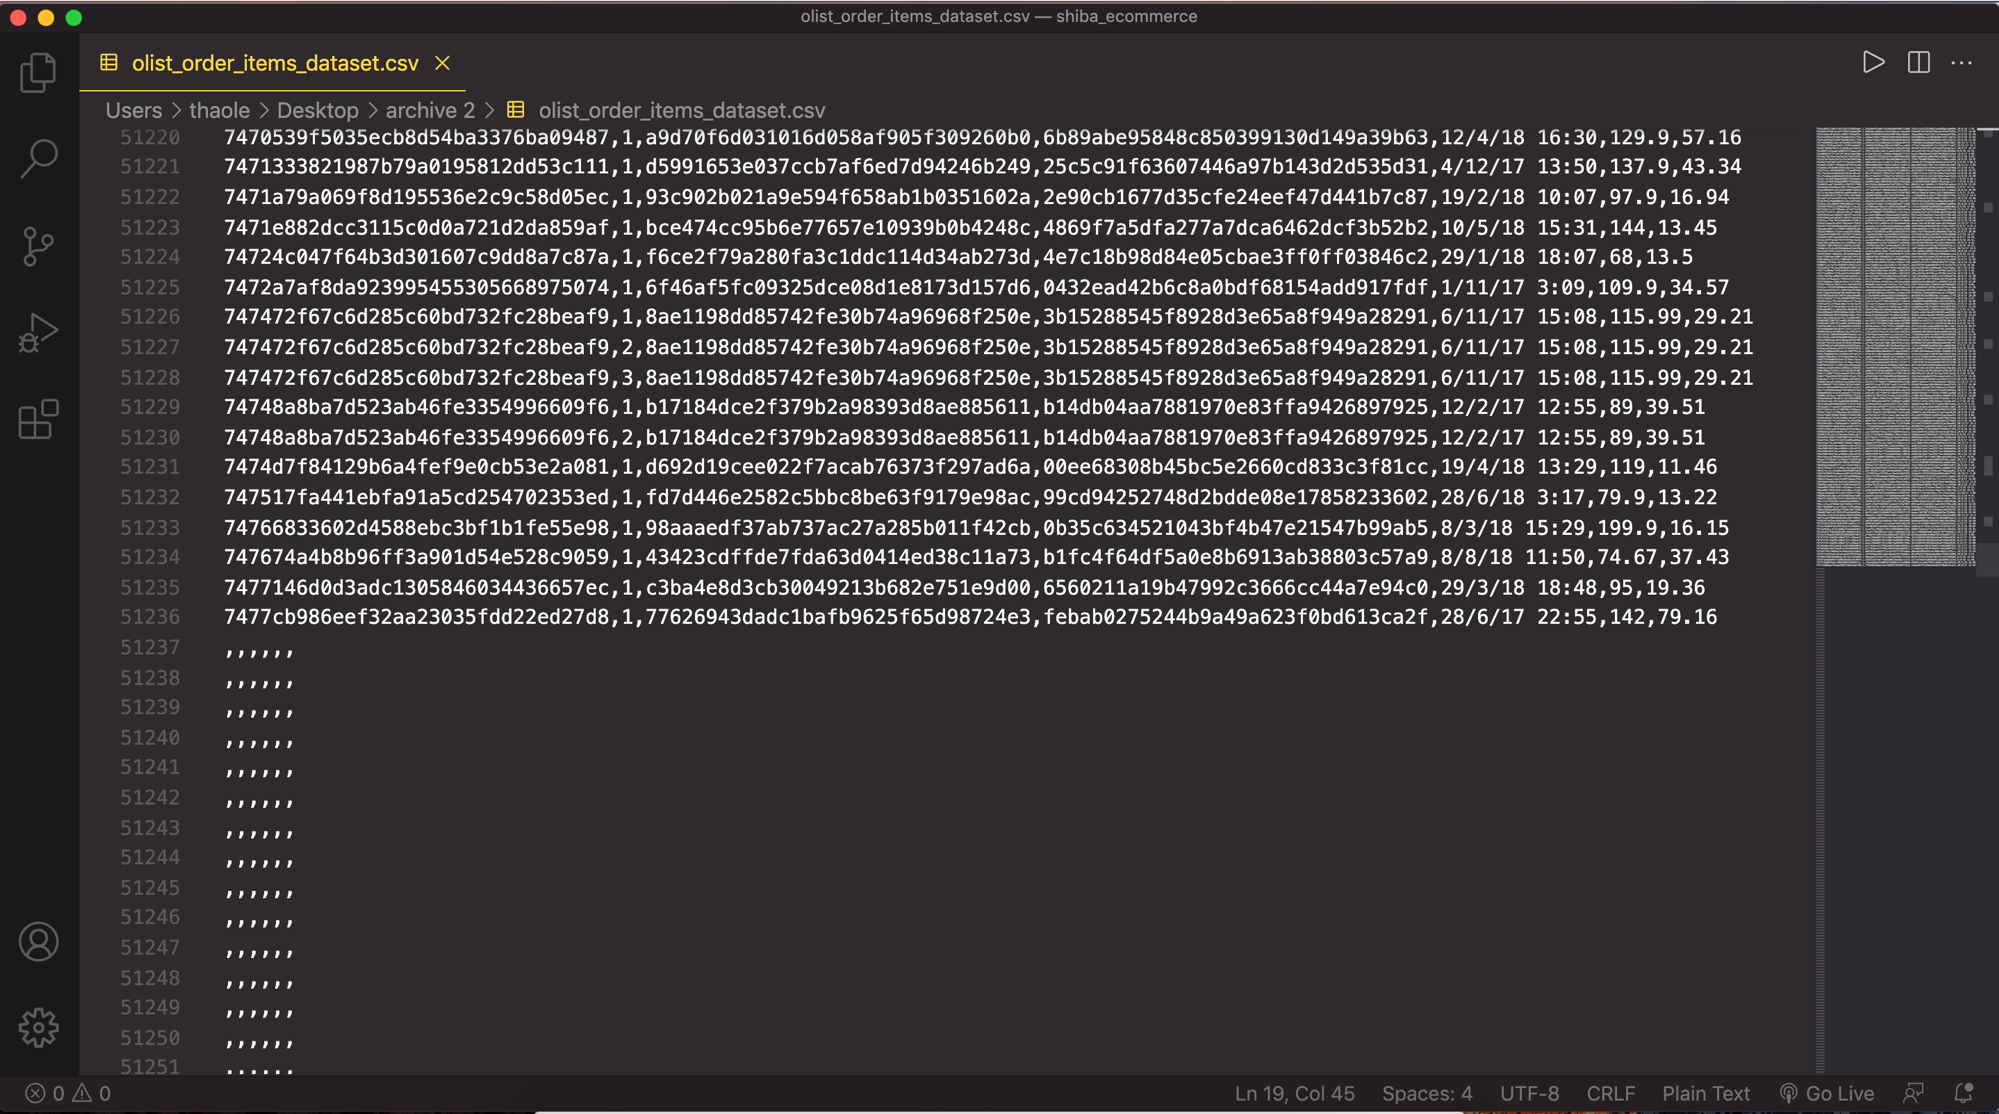 olist_order_items_dataset.csv — shiba_ecommerce
olist_order_items_dataset.csv
Users > thaole > Desktop > archive 2 > olist_order_items_dataset.csv
51220 7470539f5035ecb8d54ba3376ba09487,1,a9d70f6d031016d058af905f309260b0,6b89abe95848c850399130d149a39b63,12/4/18 16:30,129.9,57.16
51221 7471333821987b79a0195812dd53c111,1,d5991653e037ccb7af6ed7d94246b249,25c5c91f63607446a97b143d2d535d31,4/12/17 13:50,137.9,43.34
51222 7471a79a069f8d195536e2c9c58d05ec,1,93c902b021a9e594f658ab1b0351602a,2e90cb1677d35cfe24eef47d441b7c87,19/2/18 10:07,97.9,16.94
51223 7471e882dcc3115c0d0a721d2da859af,1,bce474cc95b6e77657e10939b0b4248c,4869f7a5dfa277a7dca6462dcf3b52b2,10/5/18 15:31,144,13.45
51224 74724c047f64b3d301607c9dd8a7c87a,1,f6ce2f79a280fa3c1ddc114d34ab273d,4e7c18b98d84e05cbae3ff0ff03846c2,29/1/18 18:07,68,13.5
51225 7472a7af8da923995455305668975074,1,6f46af5fc09325dce08d1e8173d157d6,0432ead42b6c8a0bdf68154add917fdf,1/11/17 3:09,109.9,34.57
51226 747472f67c6d285c60bd732fc28beaf9,1,8ae1198dd85742fe30b74a96968f250e,3b15288545f8928d3e65a8f949a28291,6/11/17 15:08,115.99,29.21
51227 747472f67c6d285c60bd732fc28beaf9,2,8ae1198dd85742fe30b74a96968f250e,3b15288545f8928d3e65a8f949a28291,6/11/17 15:08,115.99,29.21
51228 747472f67c6d285c60bd732fc28beaf9,3,8ae1198dd85742fe30b74a96968f250e,3b15288545f8928d3e65a8f949a28291,6/11/17 15:08,115.99,29.21
51229 74748a8ba7d523ab46fe3354996609f6,1,b17184dce2f379b2a98393d8ae885611,b14db04aa7881970e83ffa9426897925,12/2/17 12:55,89,39.51
51230 74748a8ba7d523ab46fe3354996609f6,2,b17184dce2f379b2a98393d8ae885611,b14db04aa7881970e83ffa9426897925,12/2/17 12:55,89,39.51
51231 7474d7f84129b6a4fef9e0cb53e2a081,1,d692d19cee022f7acab76373f297ad6a,00ee68308b45bc5e2660cd833c3f81cc,19/4/18 13:29,119,11.46
51232 747517fa441ebfa91a5cd254702353ed,1,fd7d446e2582c5bbc8be63f9179e98ac,99cd94252748d2bdde08e17858233602,28/6/18 3:17,79.9,13.22
51233 74766833602d4588ebc3bf1b1fe55e98,1,98aaaedf37ab737ac27a285b011f42cb,0b35c634521043bf4b47e21547b99ab5,8/3/18 15:29,199.9,16.15
51234 747674a4b8b96ff3a901d54e528c9059,1,43423cdffde7fda63d0414ed38c11a73,b1fc4f64df5a0e8b6913ab38803c57a9,8/8/18 11:50,74.67,37.43
51235 7477146d0d3adc1305846034436657ec,1,c3ba4e8d3cb30049213b682e751e9d00,6560211a19b47992c3666cc44a7e94c0,29/3/18 18:48,95,19.36
51236 7477cb986eef32aa23035fdd22ed27d8,1,77626943dadc1bafb9625f65d98724e3,febab0275244b9a49a623f0bd613ca2f,28/6/17 22:55,142,79.16
51237 ,,,,,,
51238 ,,,,,,
51239 ,,,,,,
51240 ,,,,,,
51241 ,,,,,,
51242 ,,,,,,
51243 ,,,,,,
51244 ,,,,,,
51245 ,,,,,,
51246 ,,,,,,
51247 ,,,,,,
51248 ,,,,,,
51249 ,,,,,,
51250 ,,,,,,
51251 ,,,,,,
0 0 Ln 19, Col 45 Spaces: 4 UTF-8 CRLF Plain Text Go Live